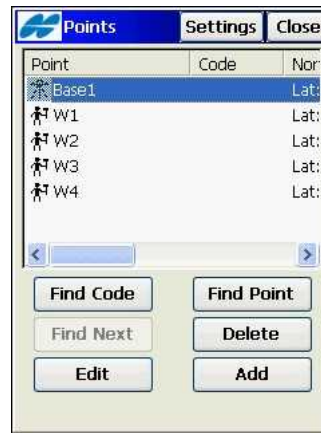 Points Settings Close
Point Code Nor
Base1 Lat:
W1 Lat:
W2 Lat:
W3 Lat:
W4 Lat:
Find Code Find Point
Find Next Delete
Edit Add